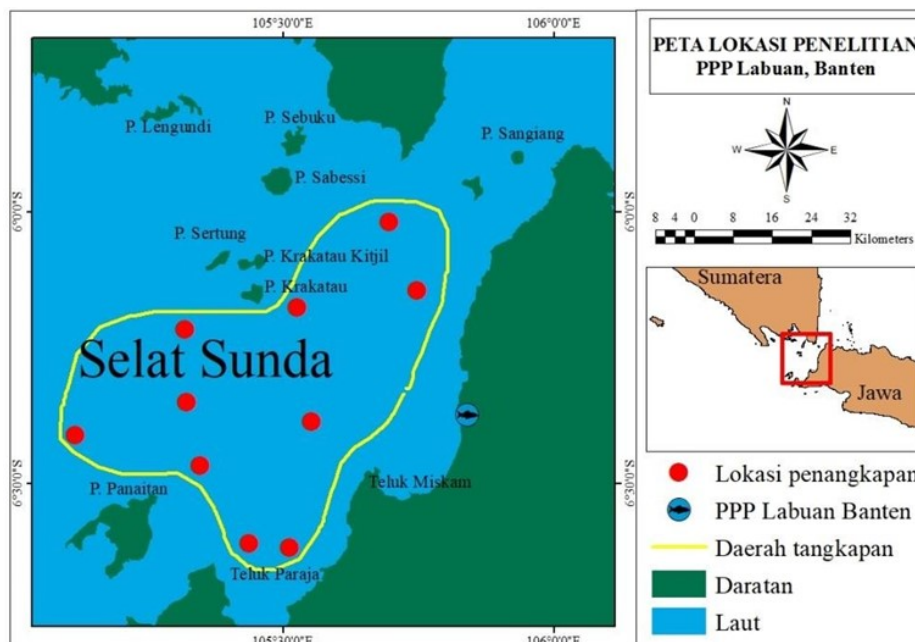 105°30'0"E
106°0'0"E
P. Lengundi
P. Sebuku
P. Sangiang
P. Sabessi
6°0'0"S
6°0'0"S
P. Sertung
P. Krakatau Kitjil
P. Krakatau
Selat Sunda
6°30'0"S
6°30'0"S
P. Panaitan
Teluk Miskam
Teluk Paraja
105°30'0"E
106°0'0"E
PETA LOKASI PENELITIAN
PPP Labuan, Banten
N
W
E
S
8 4 0 8 16 24 32
Kilometers
Sumatera
Jawa
Lokasi penangkapan
PPP Labuan Banten
Daerah tangkapan
Daratan
Laut